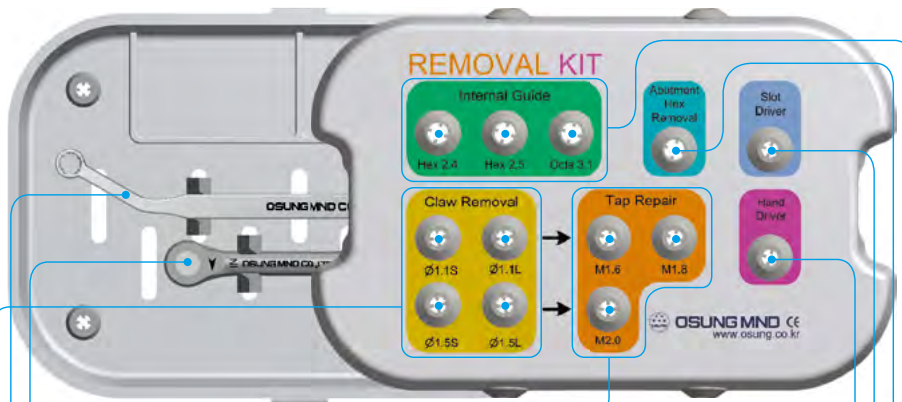 REMOVAL KIT
Internal Guide
Hex 2.4 Hex 2.5 Octa 3.1
Abutment
Hex
Removal
Slot
Driver
Claw Removal
Ø1.1S Ø1.1L
Ø1.5S Ø1.5L
Tap Repair
M1.6 M1.8
M2.0
Hand
Driver
OSUNG MND CO
OSUNG MND CO.,LTD
OSUNG MND CE
www.osung.co.kr